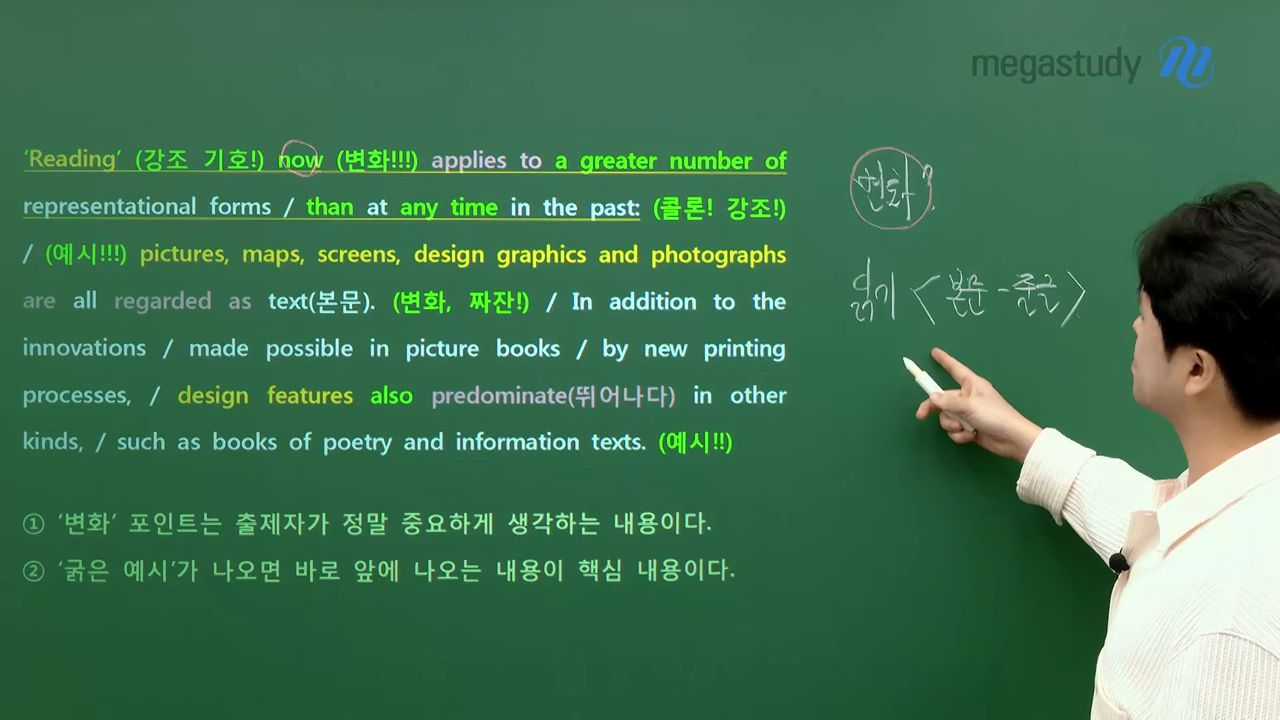 megastudy
'Reading' (강조 기호!) now (변화!!!) applies to a greater number of
representational forms / than at any time in the past: (콜론! 강조!)
/ (예시!!!) pictures, maps, screens, design graphics and photographs
are all regarded as text(본문). (변화, 짜잔!) / In addition to the
innovations / made possible in picture books / by new printing
processes, / design features also predominate(뛰어나다) in other
kinds, / such as books of poetry and information texts. (예시!!)
① '변화' 포인트는 출제자가 정말 중요하게 생각하는 내용이다.
② '굵은 예시'가 나오면 바로 앞에 나오는 내용이 핵심 내용이다.
변화?
읽기 < 본문 - 줄글 >